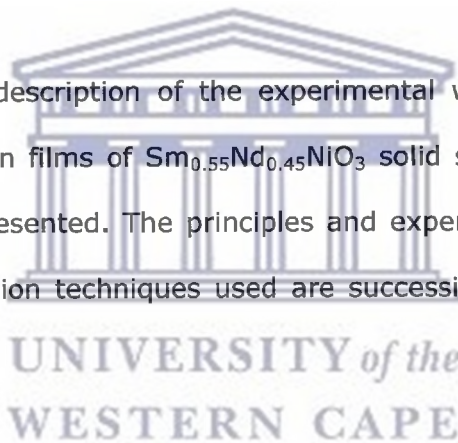 description of the experimental w
n films of Sm₀.₅₅Nd₀.₄₅NiO₃ solid s
esented. The principles and exper
ion techniques used are successi
UNIVERSITY of the
WESTERN CAPE